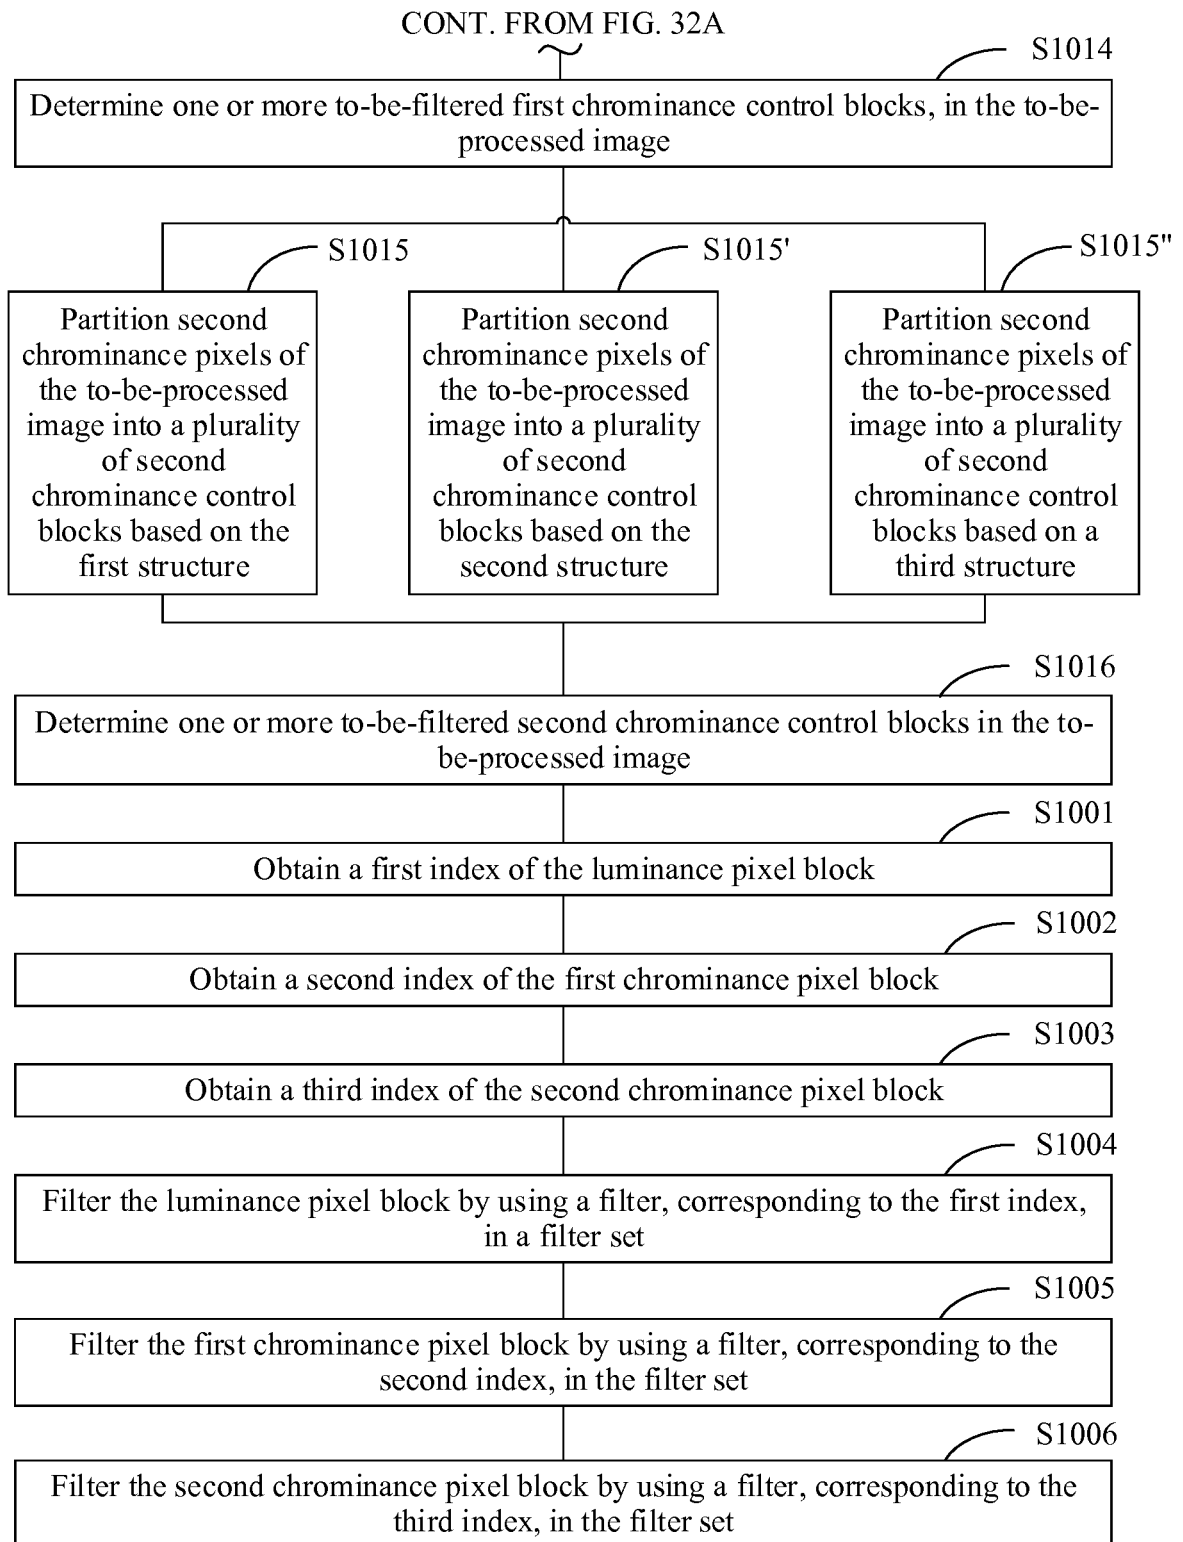 CONT. FROM FIG. 32A
S1014
Determine one or more to-be-filtered first chrominance control blocks, in the to-be-
processed image
S1015
Partition second
chrominance pixels of
the to-be-processed
image into a plurality
of second
chrominance control
blocks based on the
first structure
S1015'
Partition second
chrominance pixels of
the to-be-processed
image into a plurality
of second
chrominance control
blocks based on the
second structure
S1015"
Partition second
chrominance pixels of
the to-be-processed
image into a plurality
of second
chrominance control
blocks based on a
third structure
S1016
Determine one or more to-be-filtered second chrominance control blocks in the to-
be-processed image
S1001
Obtain a first index of the luminance pixel block
S1002
Obtain a second index of the first chrominance pixel block
S1003
Obtain a third index of the second chrominance pixel block
S1004
Filter the luminance pixel block by using a filter, corresponding to the first index,
in a filter set
S1005
Filter the first chrominance pixel block by using a filter, corresponding to the
second index, in the filter set
S1006
Filter the second chrominance pixel block by using a filter, corresponding to the
third index, in the filter set